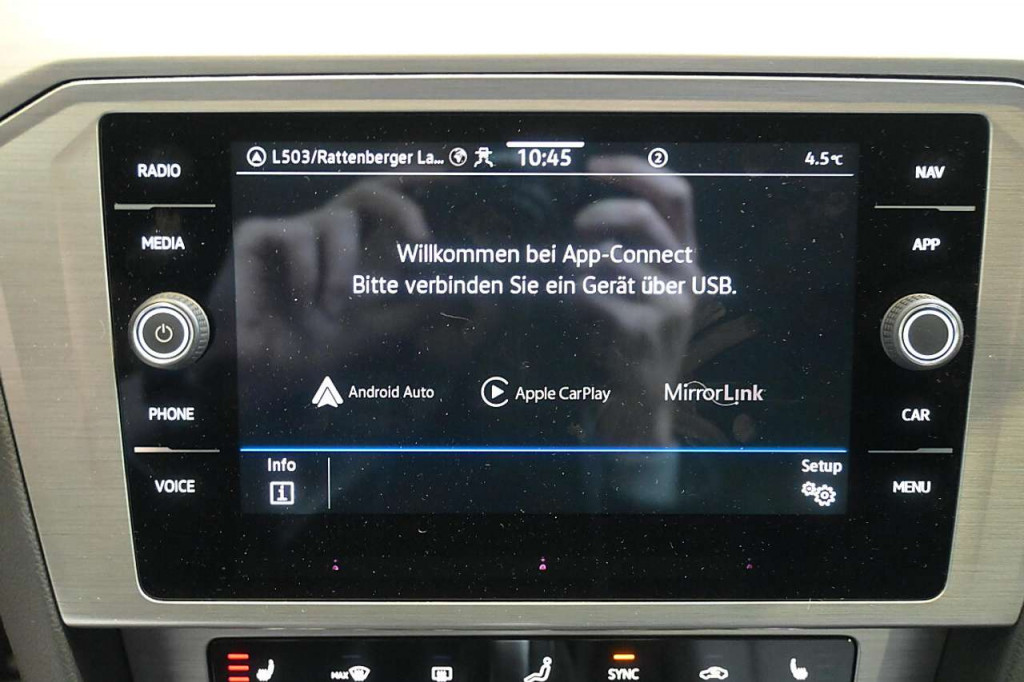 RADIO
MEDIA
PHONE
VOICE
L503/Rattenberger La... 10:45 2 4.5°C
Willkommen bei App-Connect
Bitte verbinden Sie ein Gerät über USB.
Android Auto Apple CarPlay MirrorLink
Info Setup
NAV
APP
CAR
MENU
MAX SYNC